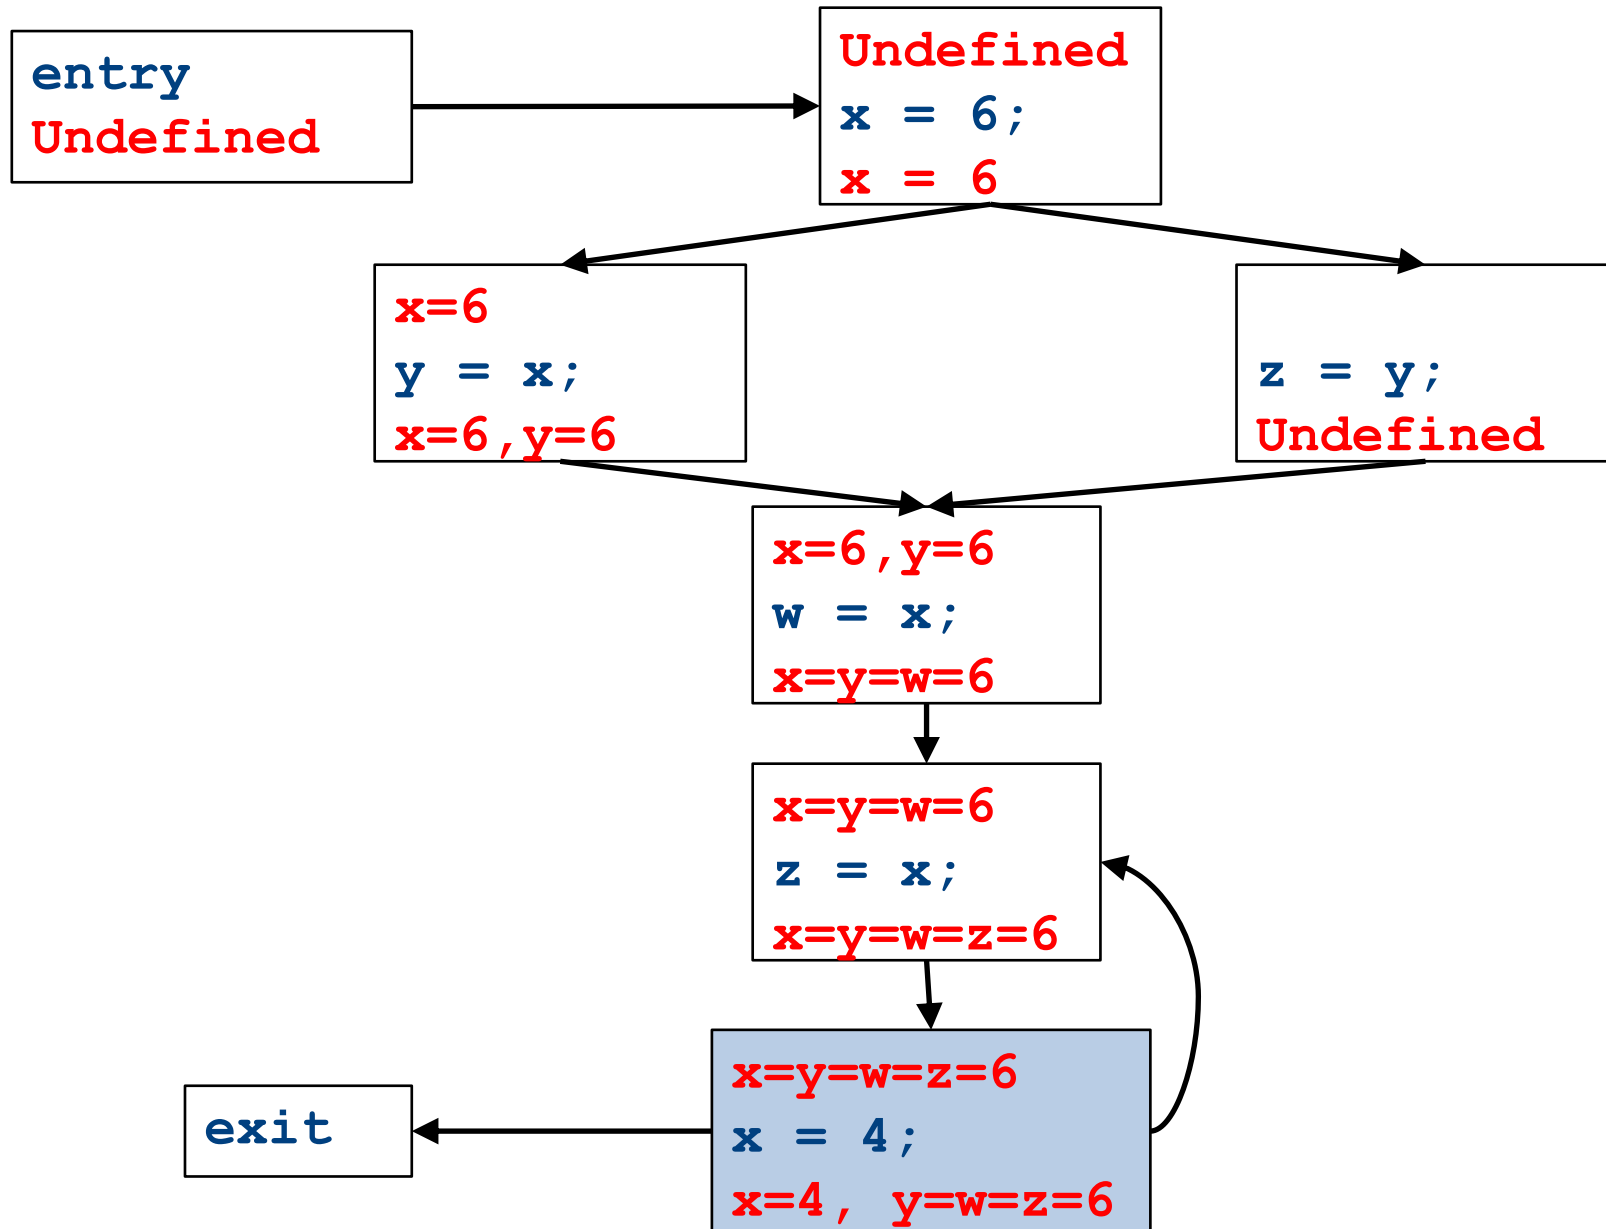 entry
Undefined
Undefined
x = 6;
x = 6
x=6
y = x;
x=6,y=6
z = y;
Undefined
x=6,y=6
w = x;
x=y=w=6
x=y=w=6
z = x;
x=y=w=z=6
x=y=w=z=6
x = 4;
x=4, y=w=z=6
exit